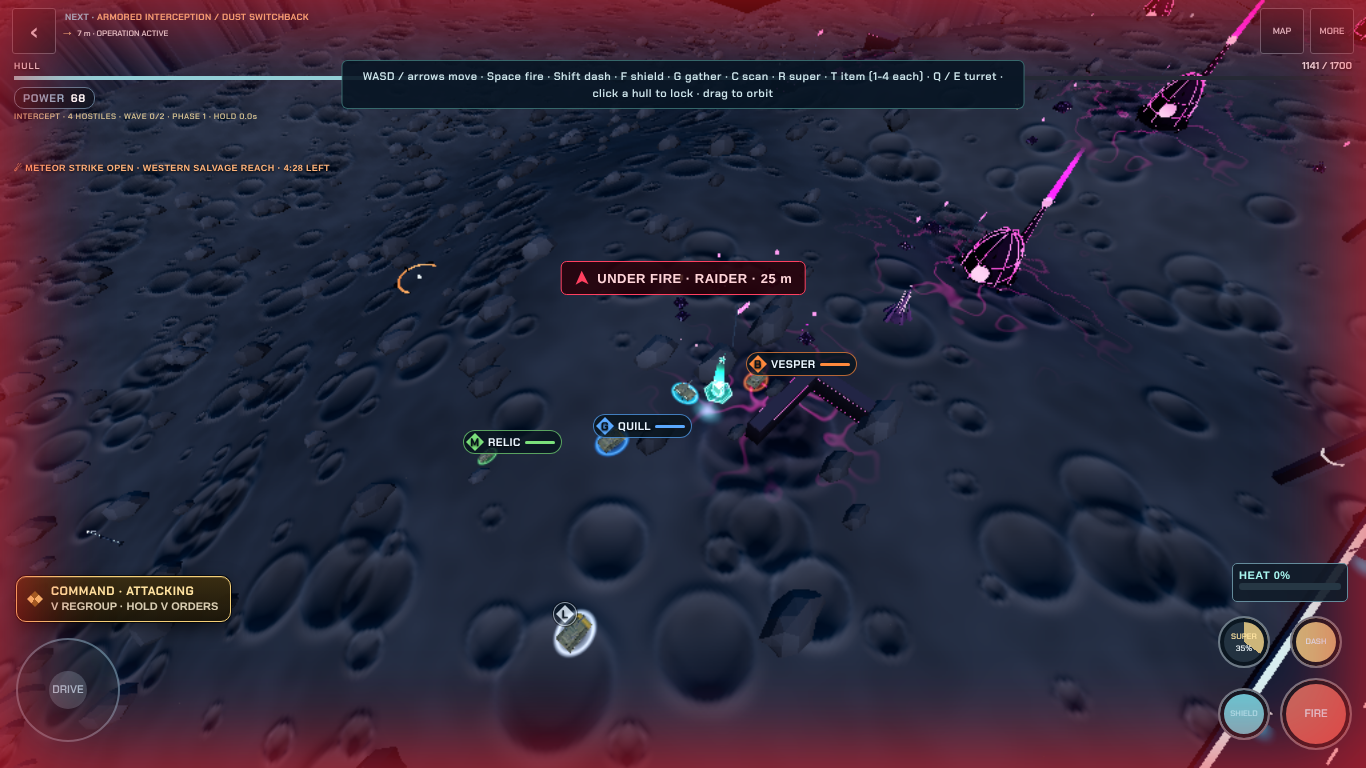 NEXT · ARMORED INTERCEPTION / DUST SWITCHBACK
→ 7 m · OPERATION ACTIVE
MAP
MORE
HULL
1141 / 1700
WASD / arrows move · Space fire · Shift dash · F shield · G gather · C scan · R super · T item (1-4 each) · Q / E turret ·
click a hull to lock · drag to orbit
POWER 60
INTERCEPT · 4 HOSTILES · WAVE 0/2 · PHASE 1 · HOLD 0.0s
METEOR STRIKE OPEN · WESTERN SALVAGE REACH · 4:28 LEFT
UNDER FIRE · RAIDER · 25 m
VESPER
G QUILL
M RELIC
L
HEAT 0%
COMMAND · ATTACKING
V REGROUP · HOLD V ORDERS
SUPER
35%
DASH
DRIVE
SHIELD
FIRE